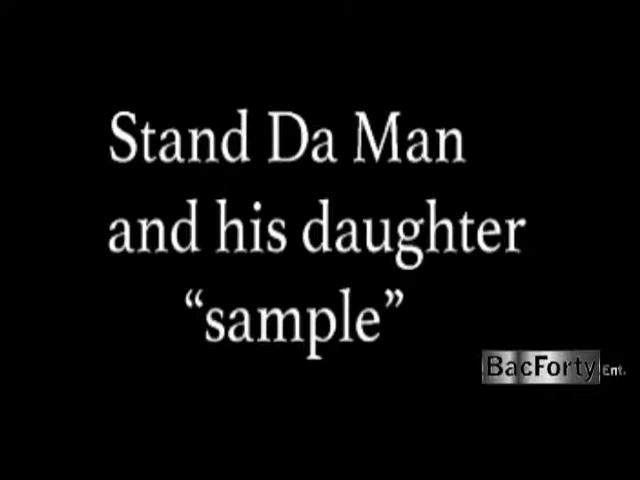 Stand Da Man
and his daughter
“sample”
BacForty Ent.